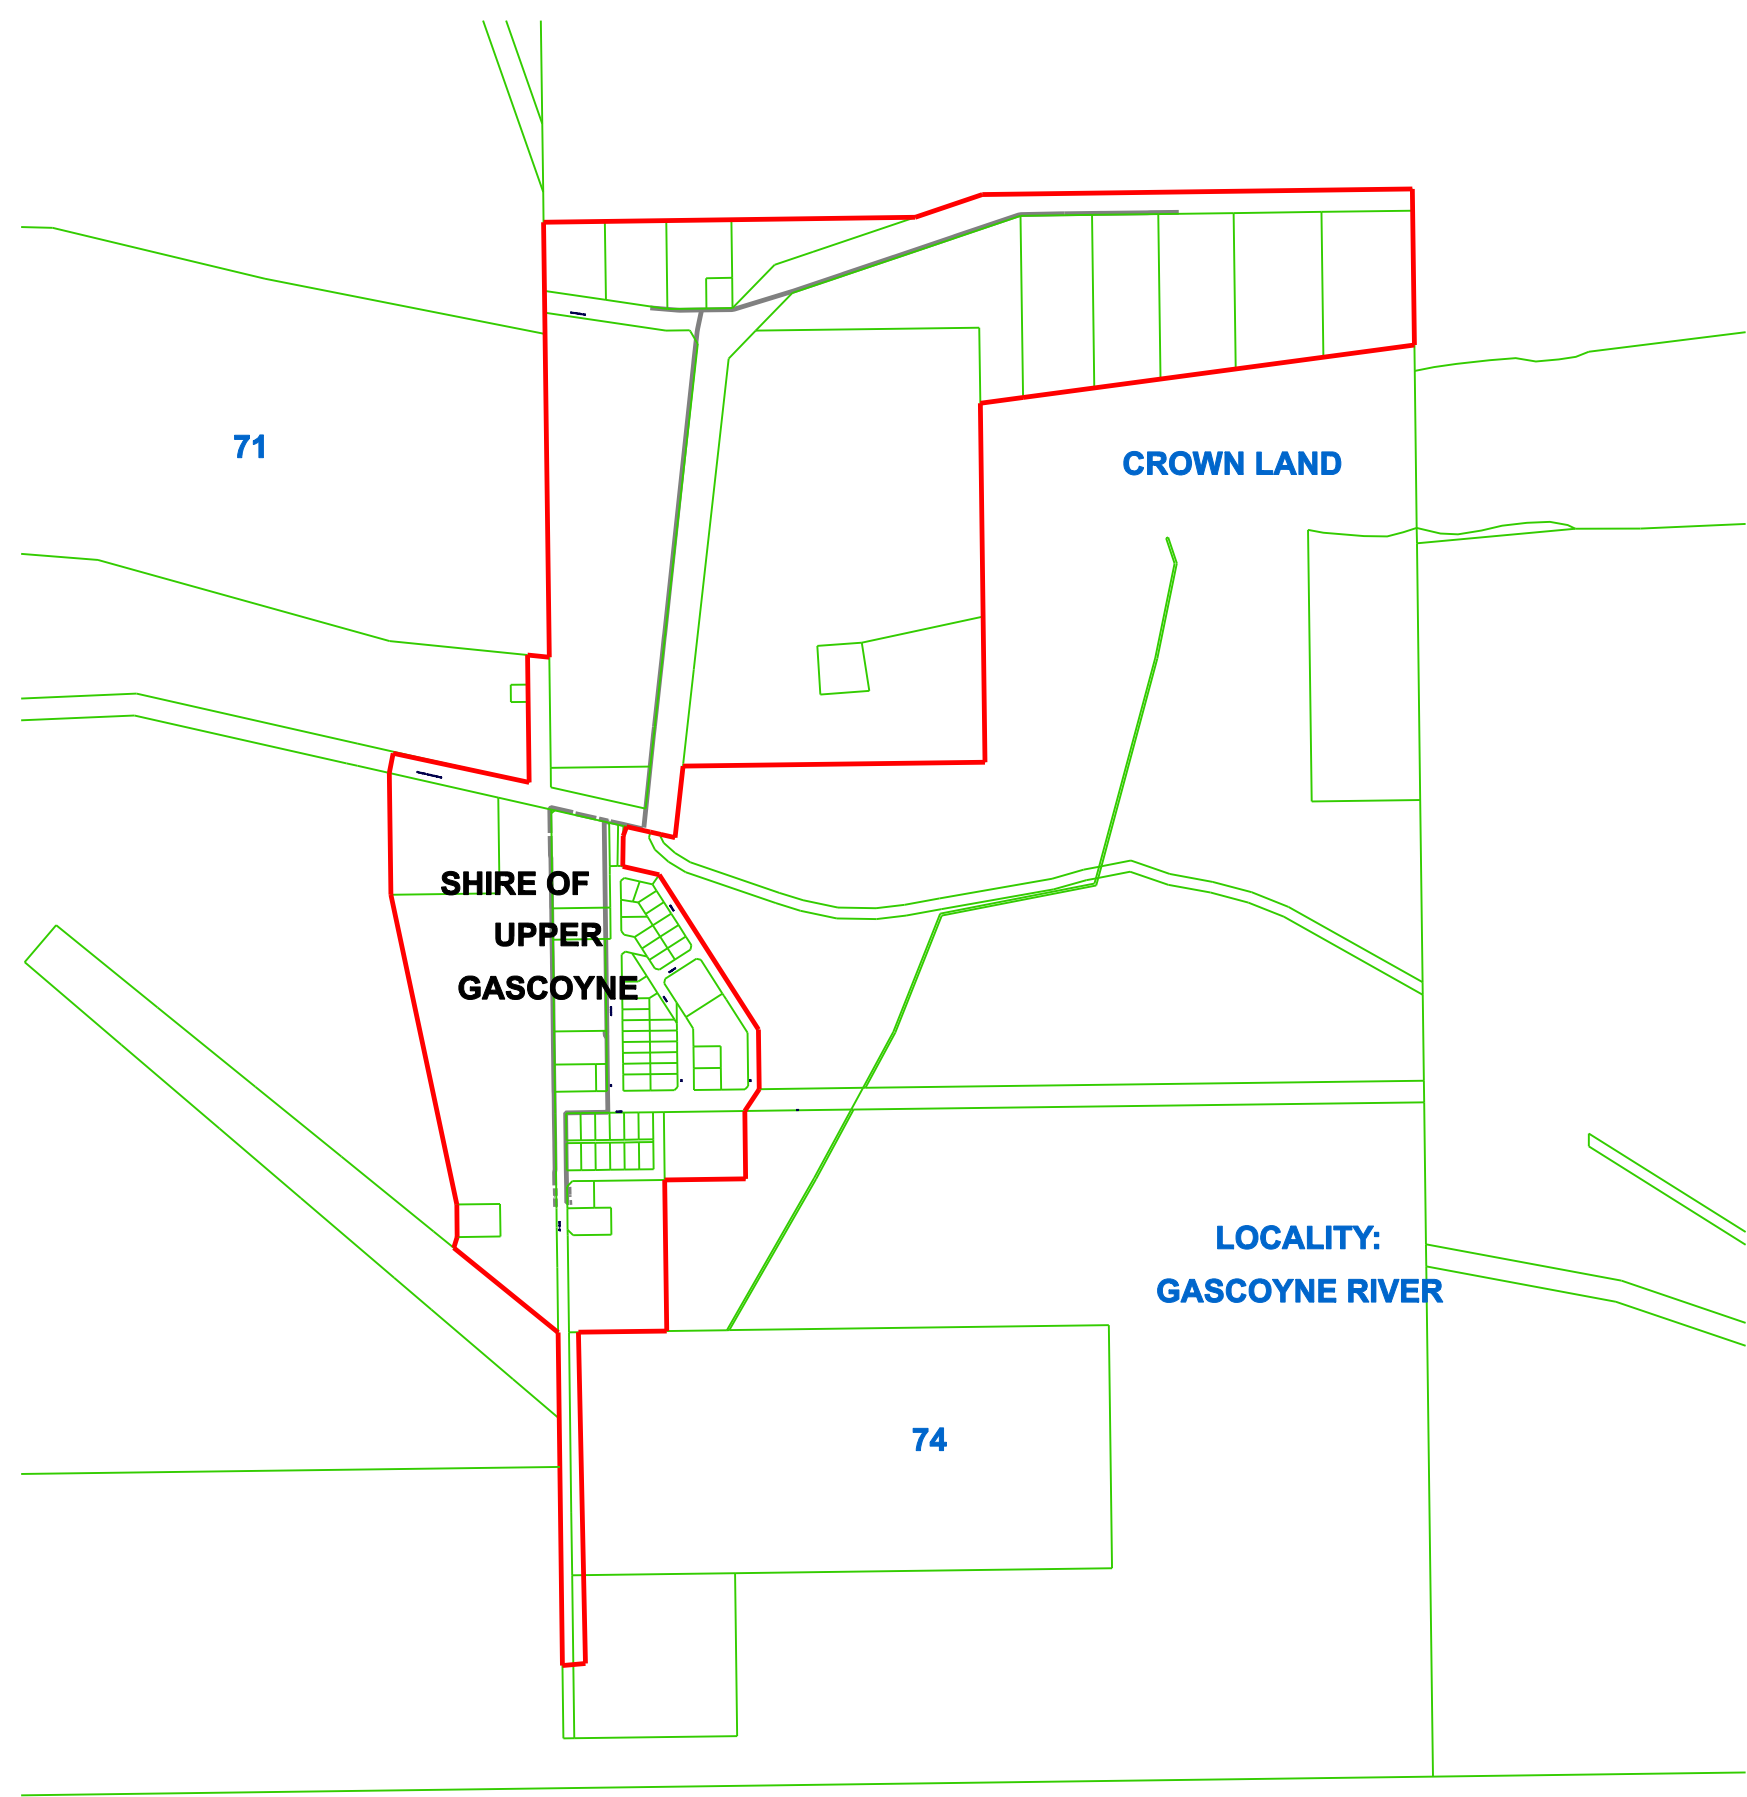 71
CROWN LAND
SHIRE OF
UPPER
GASCOYNE
LOCALITY:
GASCOYNE RIVER
74